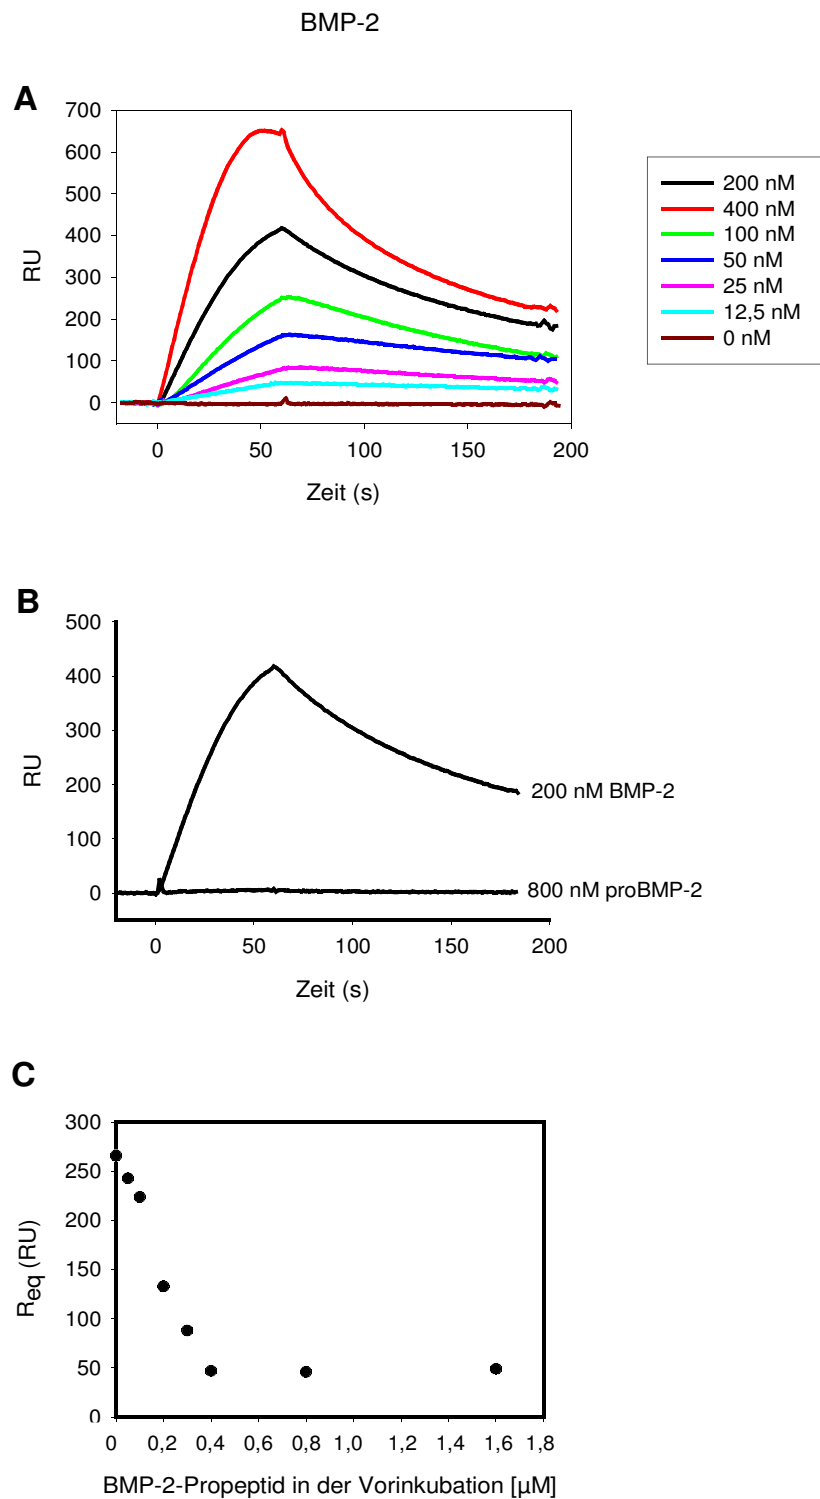 BMP-2
A
700
600
500
400
300
200
100
0
RU
0 50 100 150 200
Zeit (s)
200 nM
400 nM
100 nM
50 nM
25 nM
12,5 nM
0 nM
B
500
400
300
200
100
0
RU
200 nM BMP-2
800 nM proBMP-2
0 50 100 150 200
Zeit (s)
C
300
250
200
150
100
50
0
Req (RU)
0 0,2 0,4 0,6 0,8 1,0 1,2 1,4 1,6 1,8
BMP-2-Propeptid in der Vorinkubation [µM]